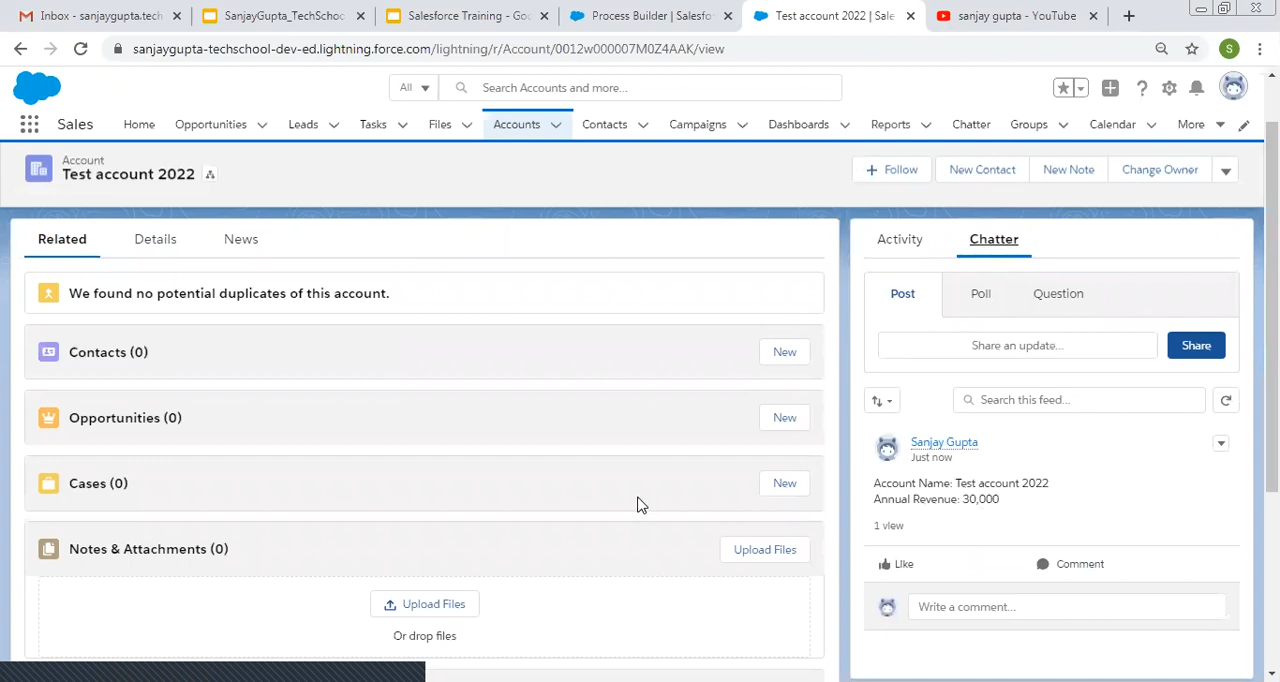 Inbox - sanjaygupta.tech
SanjayGupta_TechSchoo
Salesforce Training - Goo
Process Builder | Salesfo
Test account 2022 | Sale
sanjay gupta - YouTube
sanjaygupta-techschool-dev-ed.lightning.force.com/lightning/r/Account/0012w000007M0Z4AAK/view
S
All
Search Accounts and more...
Sales
Home
Opportunities
Leads
Tasks
Files
Accounts
Contacts
Campaigns
Dashboards
Reports
Chatter
Groups
Calendar
More
Account
Test account 2022
Follow
New Contact
New Note
Change Owner
Related
Details
News
We found no potential duplicates of this account.
Contacts (0)
New
Opportunities (0)
New
Cases (0)
New
Notes & Attachments (0)
Upload Files
Upload Files
Or drop files
Activity
Chatter
Post
Poll
Question
Share an update...
Share
Search this feed...
Sanjay Gupta
Just now
Account Name: Test account 2022
Annual Revenue: 30,000
1 view
Like
Comment
Write a comment...